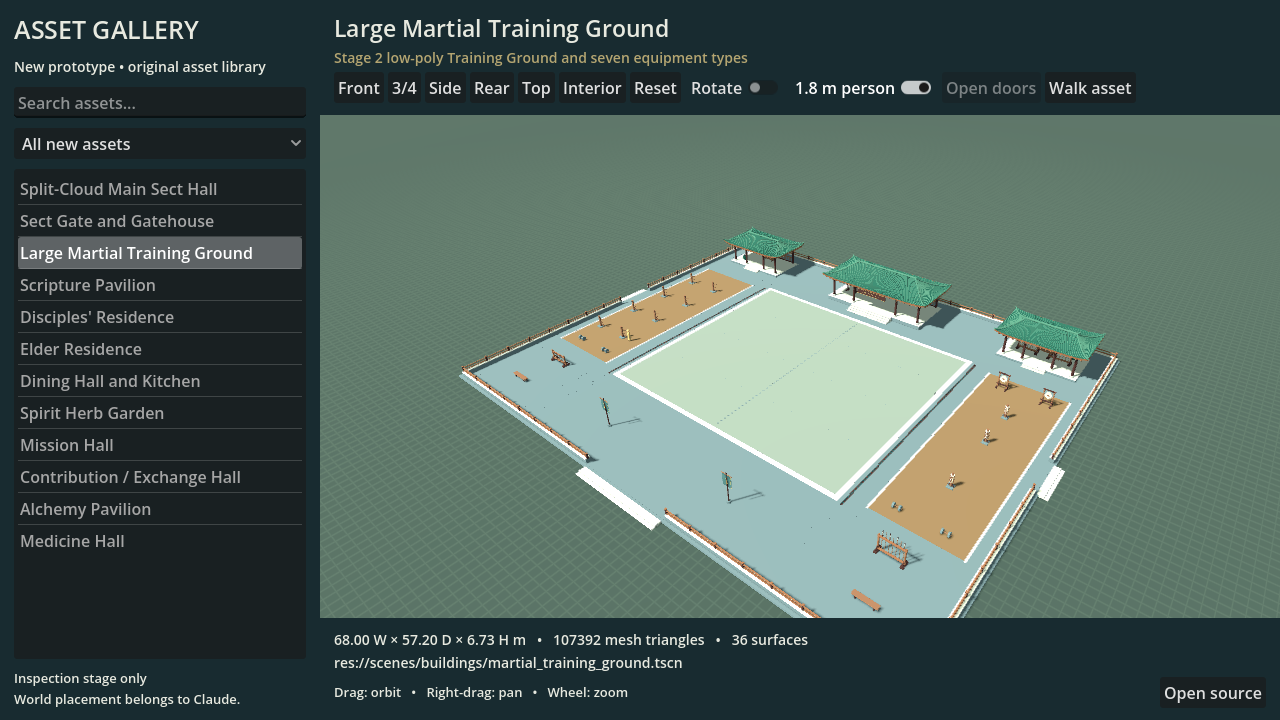 ASSET GALLERY
New prototype • original asset library
Search assets...
All new assets
Split-Cloud Main Sect Hall
Sect Gate and Gatehouse
Large Martial Training Ground
Scripture Pavilion
Disciples' Residence
Elder Residence
Dining Hall and Kitchen
Spirit Herb Garden
Mission Hall
Contribution / Exchange Hall
Alchemy Pavilion
Medicine Hall
Inspection stage only
World placement belongs to Claude.
Large Martial Training Ground
Stage 2 low-poly Training Ground and seven equipment types
Front 3/4 Side Rear Top Interior Reset Rotate 1.8 m person Open doors Walk asset
68.00 W × 57.20 D × 6.73 H m • 107392 mesh triangles • 36 surfaces
res://scenes/buildings/martial_training_ground.tscn
Drag: orbit • Right-drag: pan • Wheel: zoom
Open source